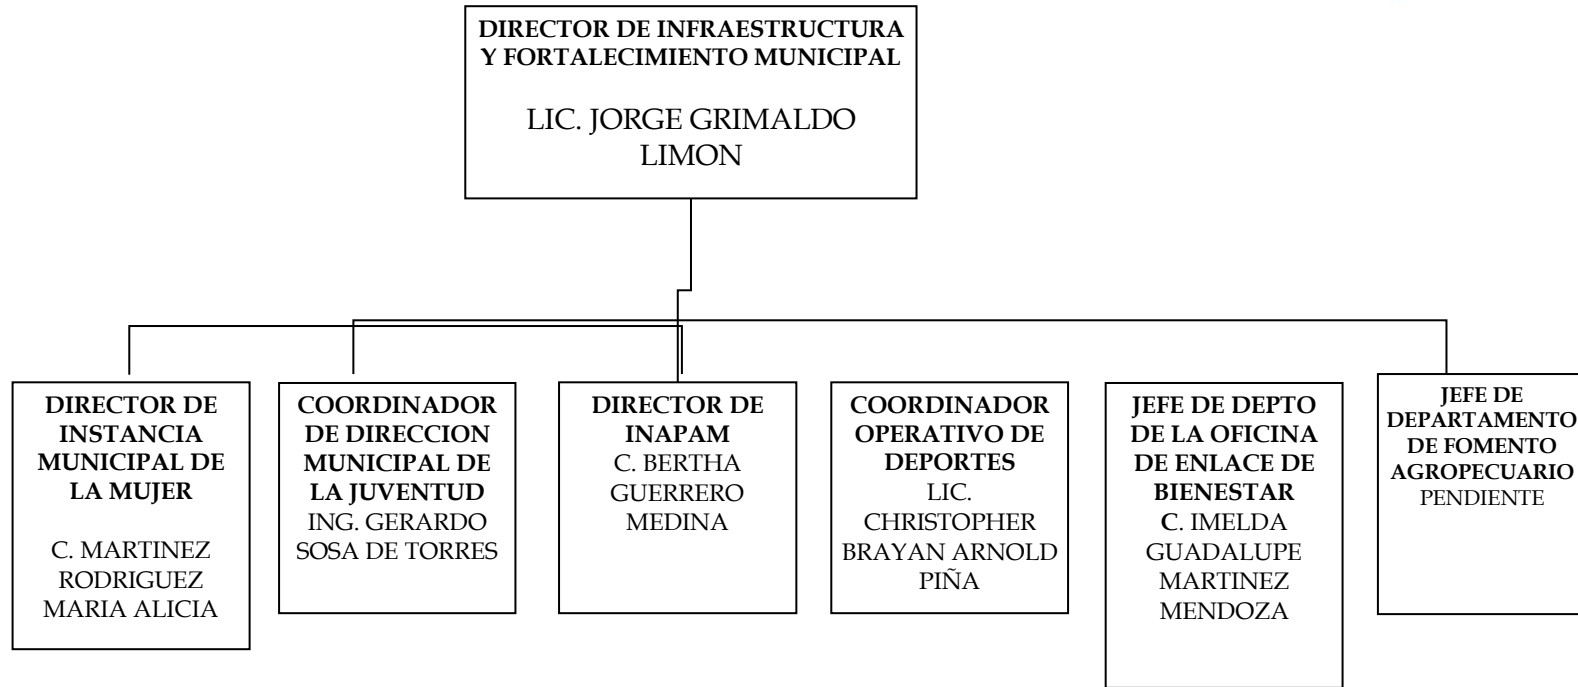 DIRECTOR DE INFRAESTRUCTURA
Y FORTALECIMIENTO MUNICIPAL
LIC. JORGE GRIMALDO
LIMON
DIRECTOR DE
INSTANCIA
MUNICIPAL DE
LA MUJER
C. MARTINEZ
RODRIGUEZ
MARIA ALICIA
COORDINADOR
DE DIRECCION
MUNICIPAL DE
LA JUVENTUD
ING. GERARDO
SOSA DE TORRES
DIRECTOR DE
INAPAM
C. BERTHA
GUERRERO
MEDINA
COORDINADOR
OPERATIVO DE
DEPORTES
LIC.
CHRISTOPHER
BRAYAN ARNOLD
PIÑA
JEFE DE DEPTO
DE LA OFICINA
DE ENLACE DE
BIENESTAR
C. IMELDA
GUADALUPE
MARTINEZ
MENDOZA
JEFE DE
DEPARTAMENTO
DE FOMENTO
AGROPECUARIO
PENDIENTE